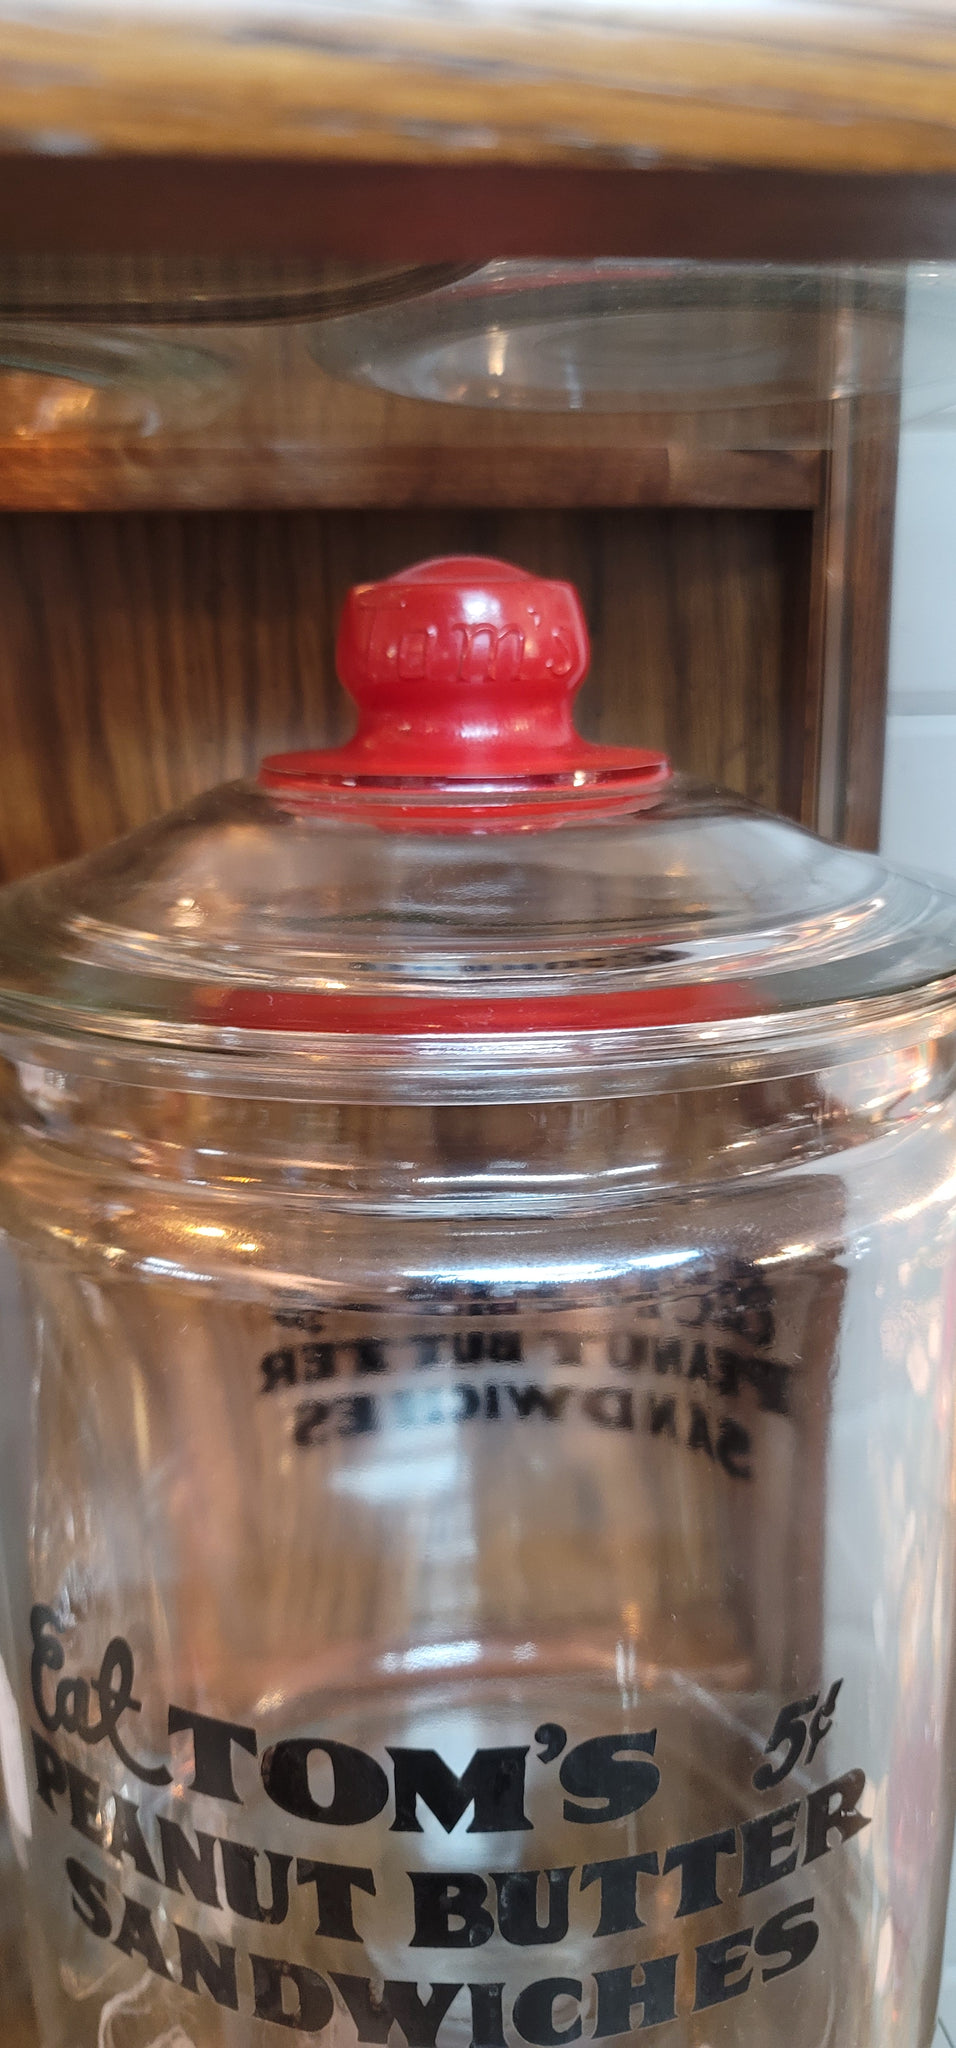 Tom's
Eat TOM'S 5¢
PEANUT BUTTER
SANDWICHES